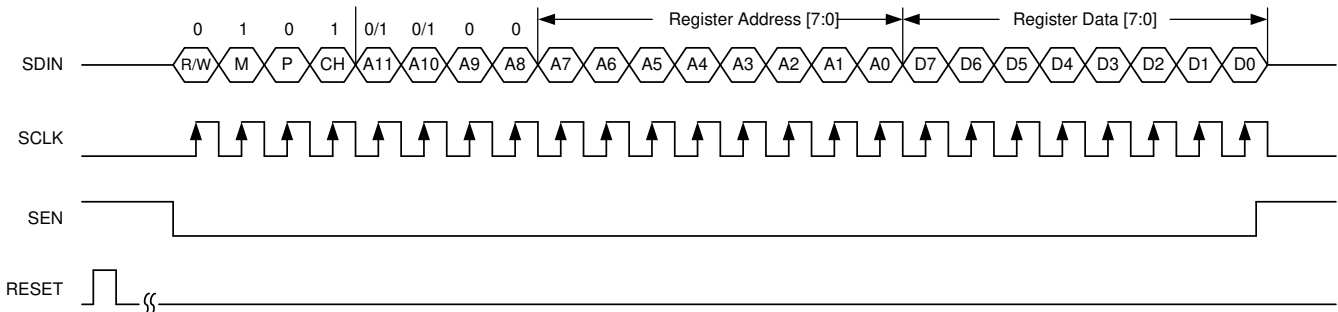 Register Address [7:0] Register Data [7:0]
0 1 0 1 0/1 0/1 0 0
SDIN R/W M P CH A11 A10 A9 A8 A7 A6 A5 A4 A3 A2 A1 A0 D7 D6 D5 D4 D3 D2 D1 D0
SCLK
SEN
RESET